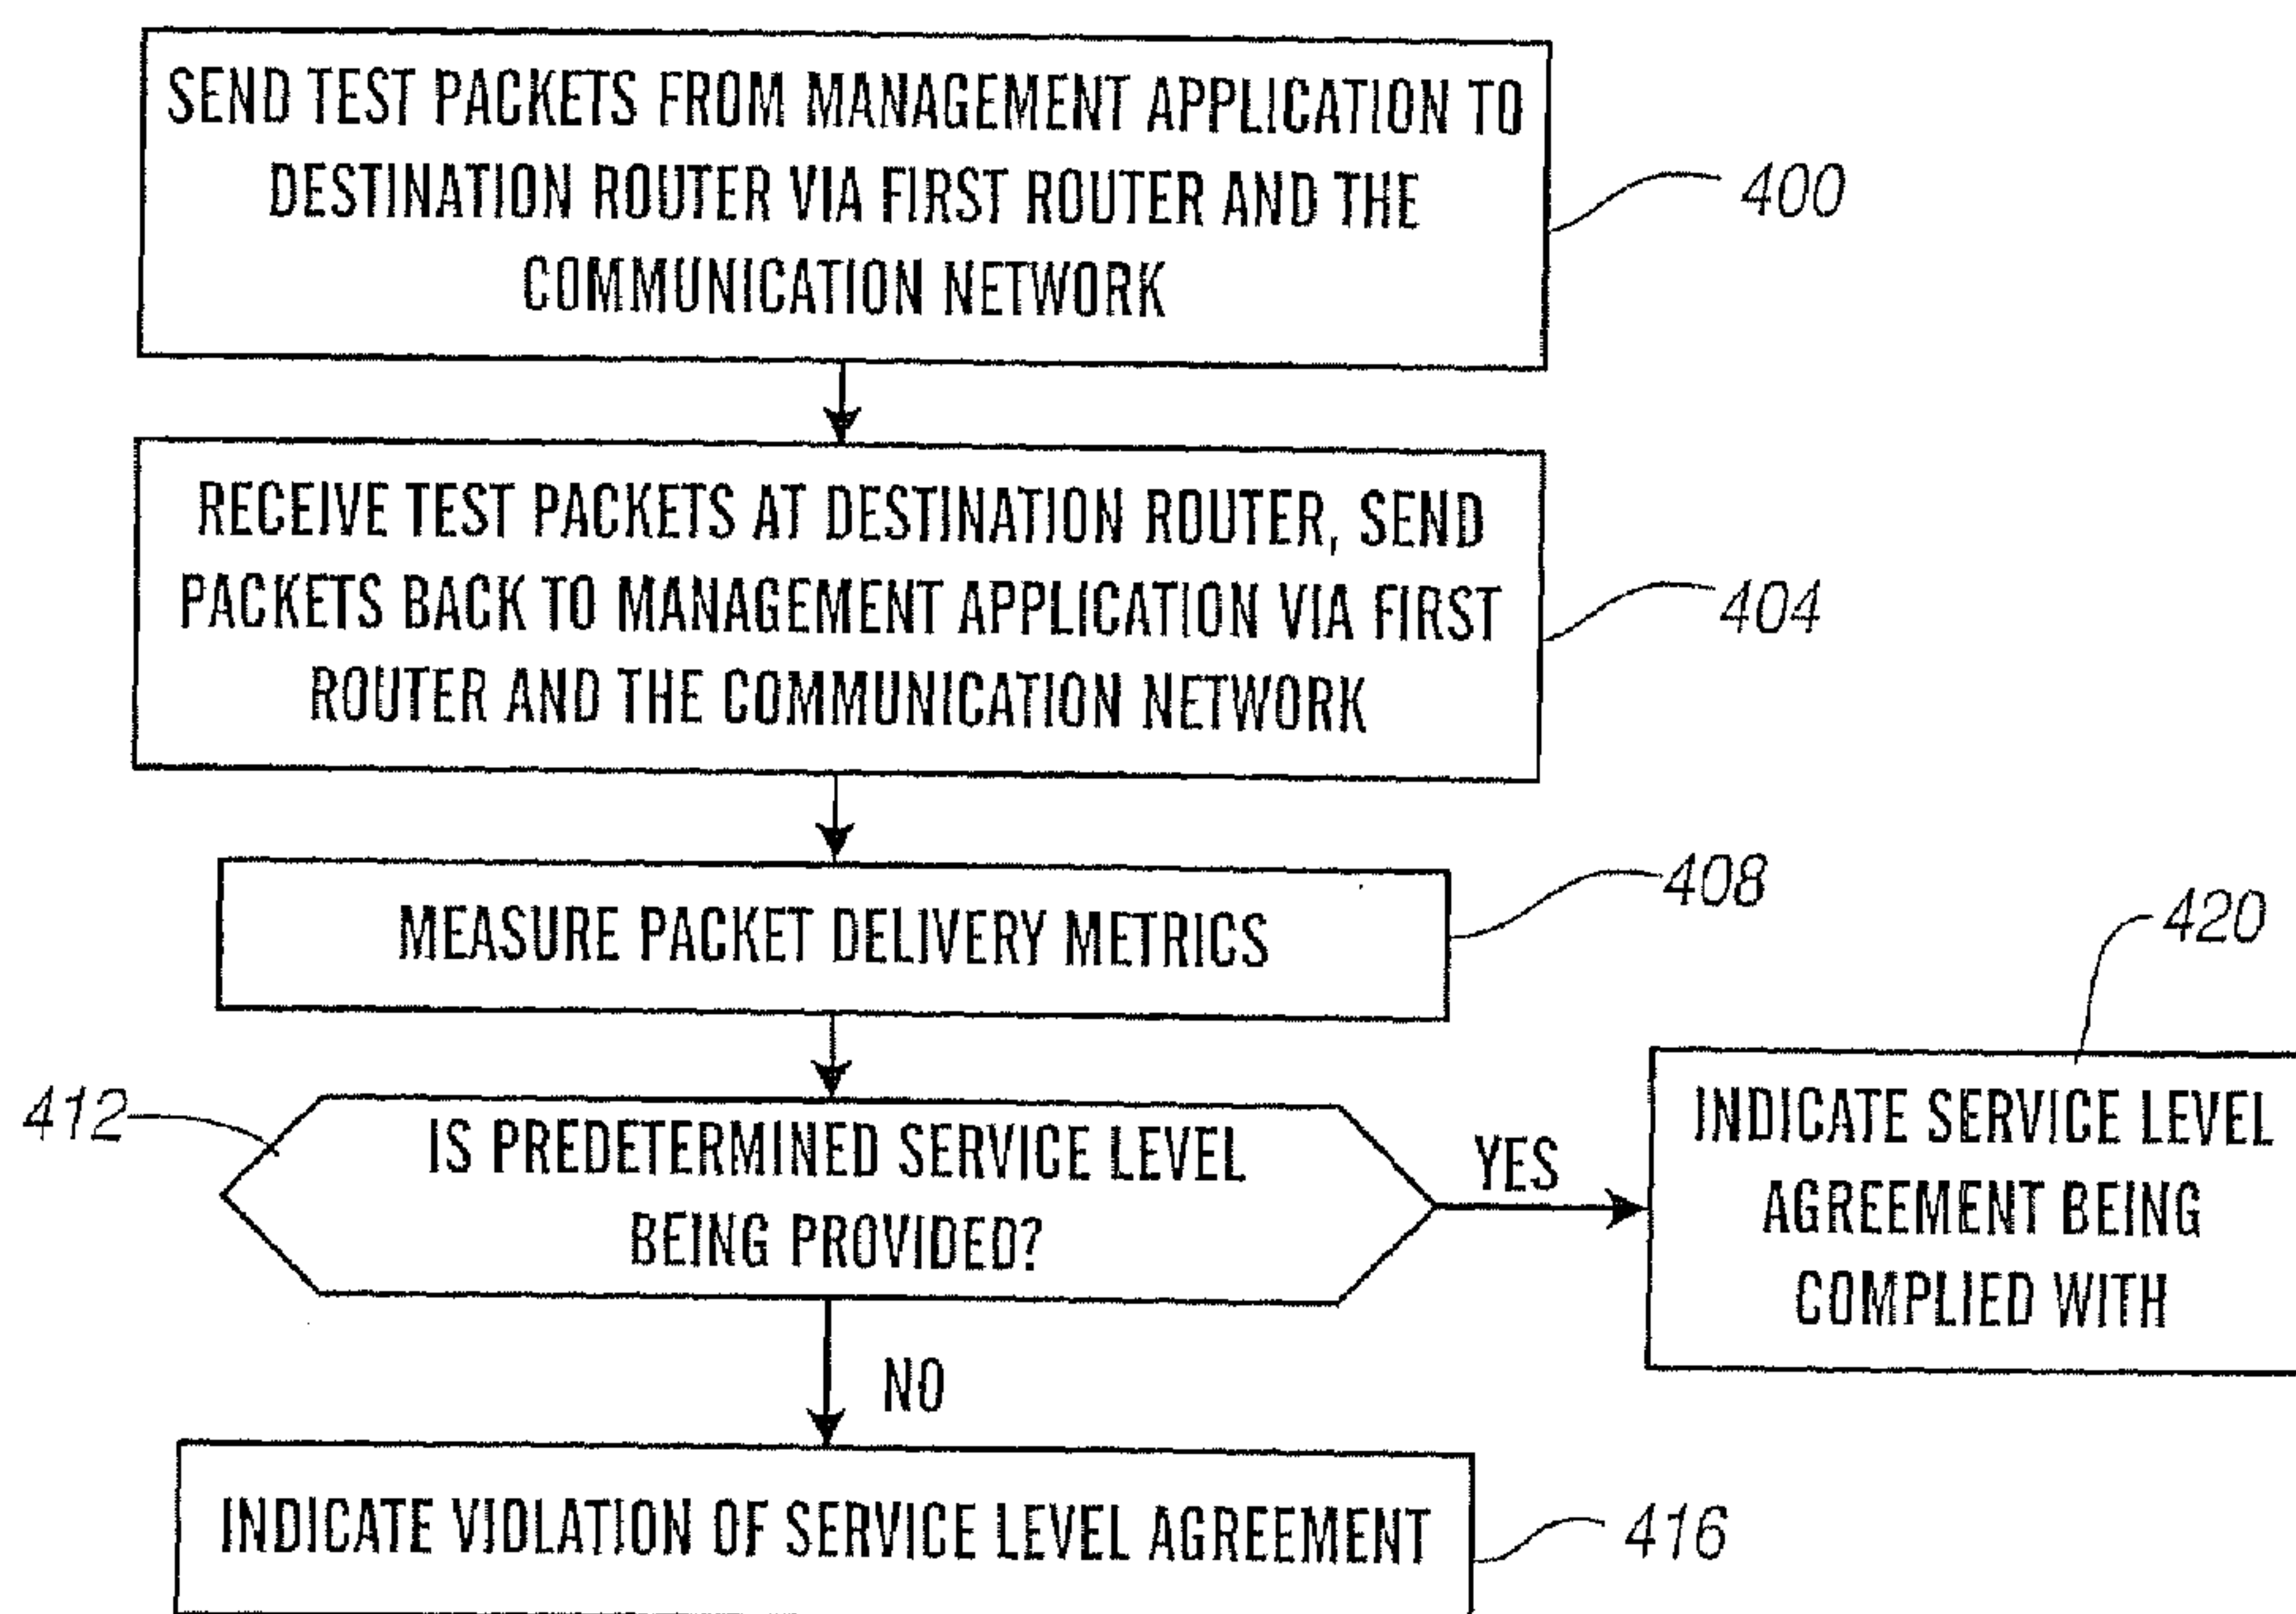 SEND TEST PACKETS FROM MANAGEMENT APPLICATION TO
DESTINATION ROUTER VIA FIRST ROUTER AND THE
COMMUNICATION NETWORK
400
RECEIVE TEST PACKETS AT DESTINATION ROUTER, SEND
PACKETS BACK TO MANAGEMENT APPLICATION VIA FIRST
ROUTER AND THE COMMUNICATION NETWORK
404
MEASURE PACKET DELIVERY METRICS
408
412
IS PREDETERMINED SERVICE LEVEL
BEING PROVIDED?
YES
420
INDICATE SERVICE LEVEL
AGREEMENT BEING
COMPLIED WITH
NO
INDICATE VIOLATION OF SERVICE LEVEL AGREEMENT
416